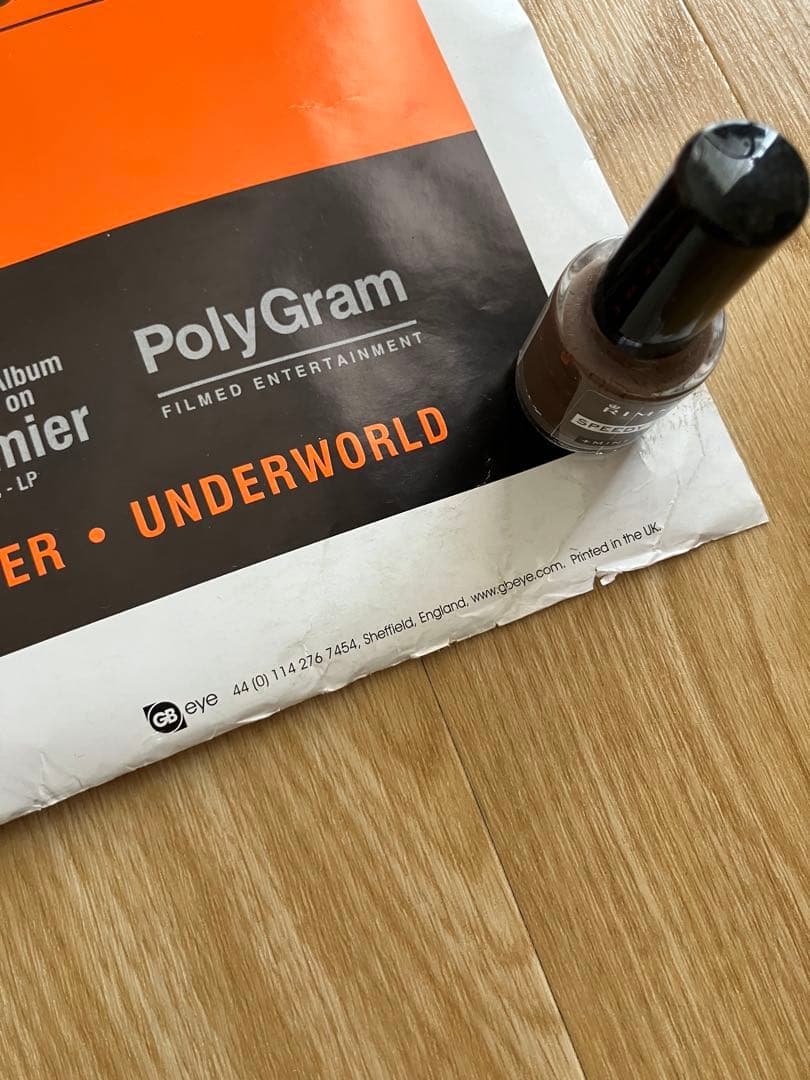 Album
on
mier
- LP
PolyGram
FILMED ENTERTAINMENT
ER • UNDERWORLD
GB eye 44 (0) 114 276 7454, Sheffield, England, www.gbeye.com. Printed in the UK.
RIM
SPEEDY